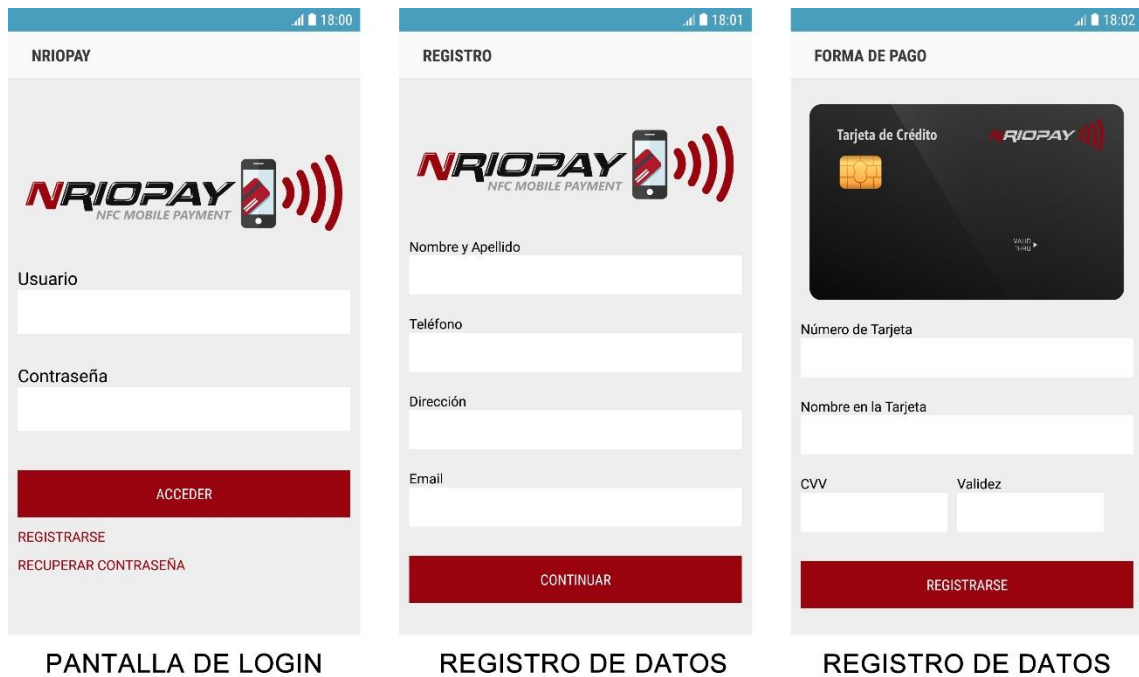 18:00
NRIOPAY
NRIOPAY
NFC MOBILE PAYMENT
Usuario
Contraseña
ACCEDER
REGISTRARSE
RECUPERAR CONTRASEÑA
PANTALLA DE LOGIN
18:01
REGISTRO
NRIOPAY
NFC MOBILE PAYMENT
Nombre y Apellido
Teléfono
Dirección
Email
CONTINUAR
REGISTRO DE DATOS
18:02
FORMA DE PAGO
Tarjeta de Crédito NRIOPAY
VALID
THRU
Número de Tarjeta
Nombre en la Tarjeta
CVV Validez
REGISTRARSE
REGISTRO DE DATOS